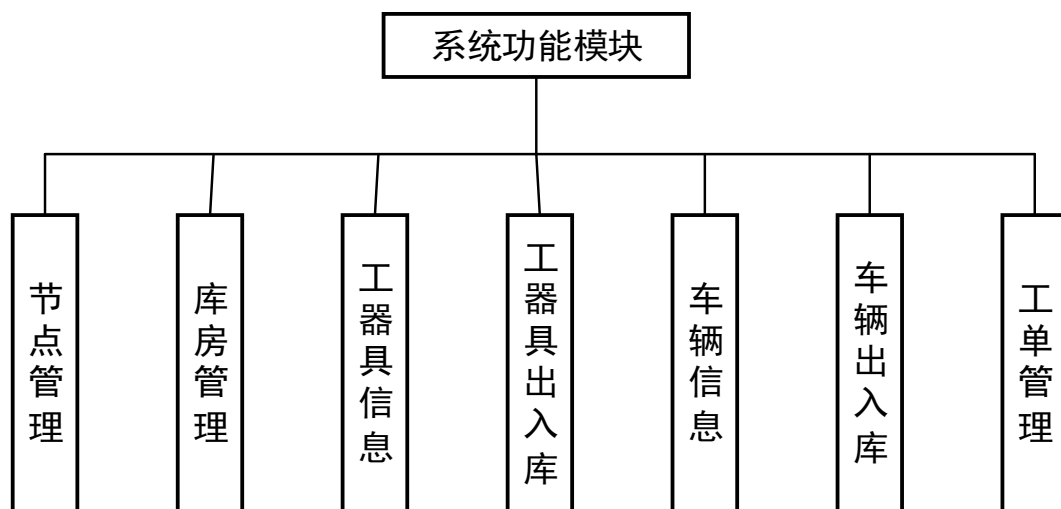 系统功能模块
节点管理
库房管理
工器具信息
工器具出入库
车辆信息
车辆出入库
工单管理